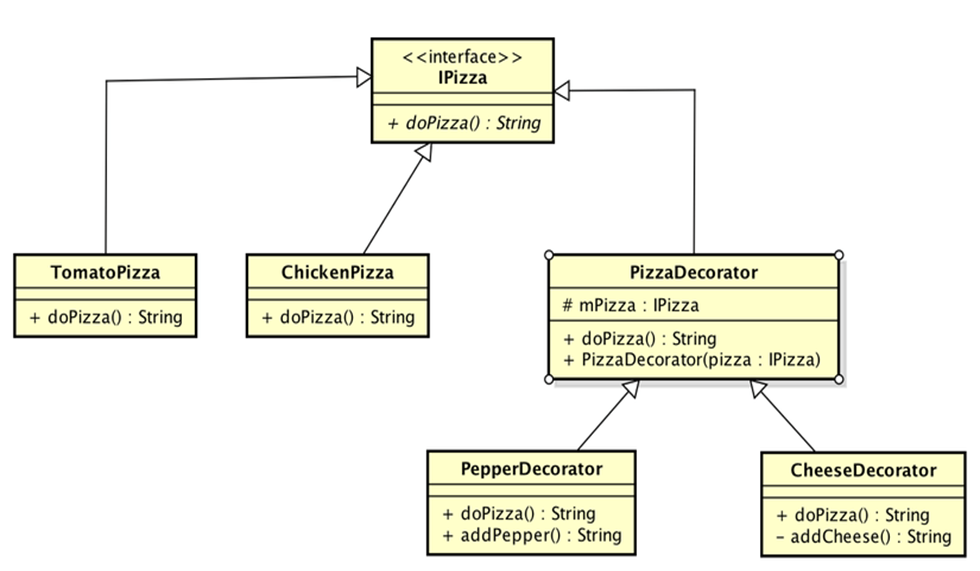 <<interface>>
IPizza
+ doPizza() : String
TomatoPizza
+ doPizza() : String
ChickenPizza
+ doPizza() : String
PizzaDecorator
# mPizza : IPizza
+ doPizza() : String
+ PizzaDecorator(pizza : IPizza)
PepperDecorator
+ doPizza() : String
+ addPepper() : String
CheeseDecorator
+ doPizza() : String
- addCheese() : String